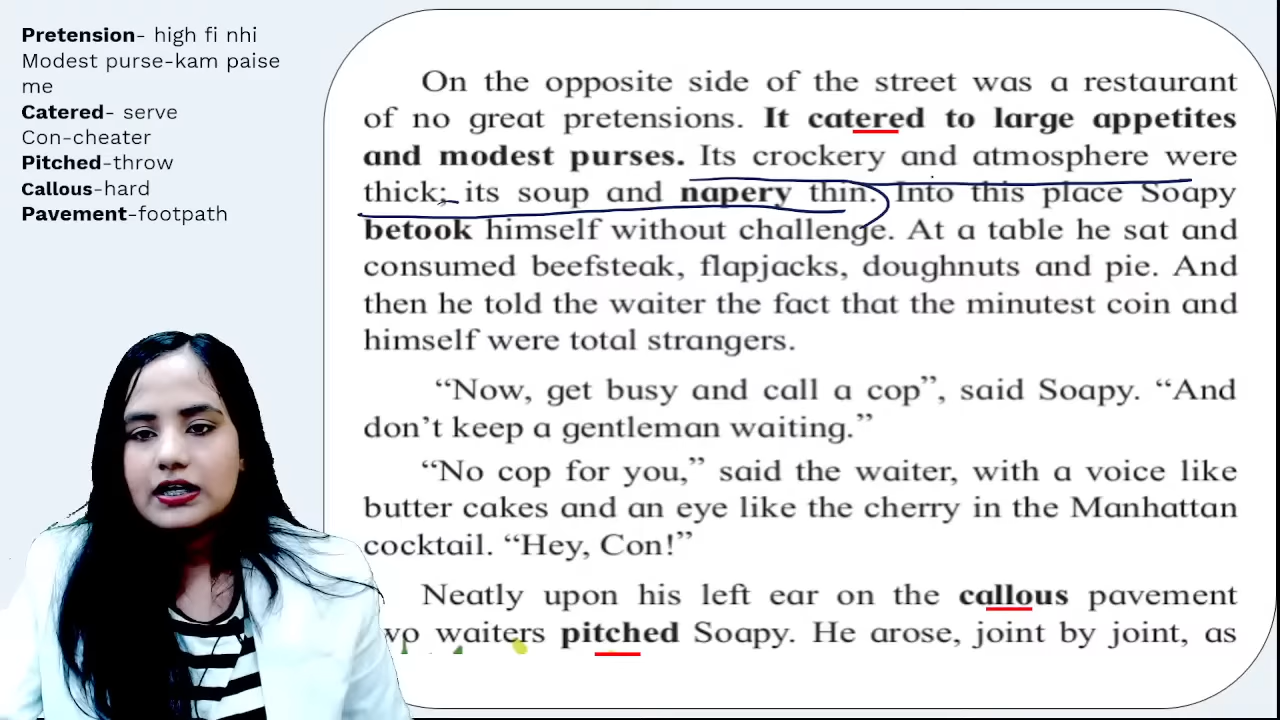 Pretension- high fi nhi
Modest purse-kam paise
me
Catered- serve
Con-cheater
Pitched-throw
Callous-hard
Pavement-footpath
On the opposite side of the street was a restaurant
of no great pretensions. It catered to large appetites
and modest purses. Its crockery and atmosphere were
thick; its soup and napery thin. Into this place Soapy
betook himself without challenge. At a table he sat and
consumed beefsteak, flapjacks, doughnuts and pie. And
then he told the waiter the fact that the minutest coin and
himself were total strangers.
“Now, get busy and call a cop”, said Soapy. “And
don’t keep a gentleman waiting.”
“No cop for you,” said the waiter, with a voice like
butter cakes and an eye like the cherry in the Manhattan
cocktail. “Hey, Con!”
Neatly upon his left ear on the callous pavement
wo waiters pitched Soapy. He arose, joint by joint, as